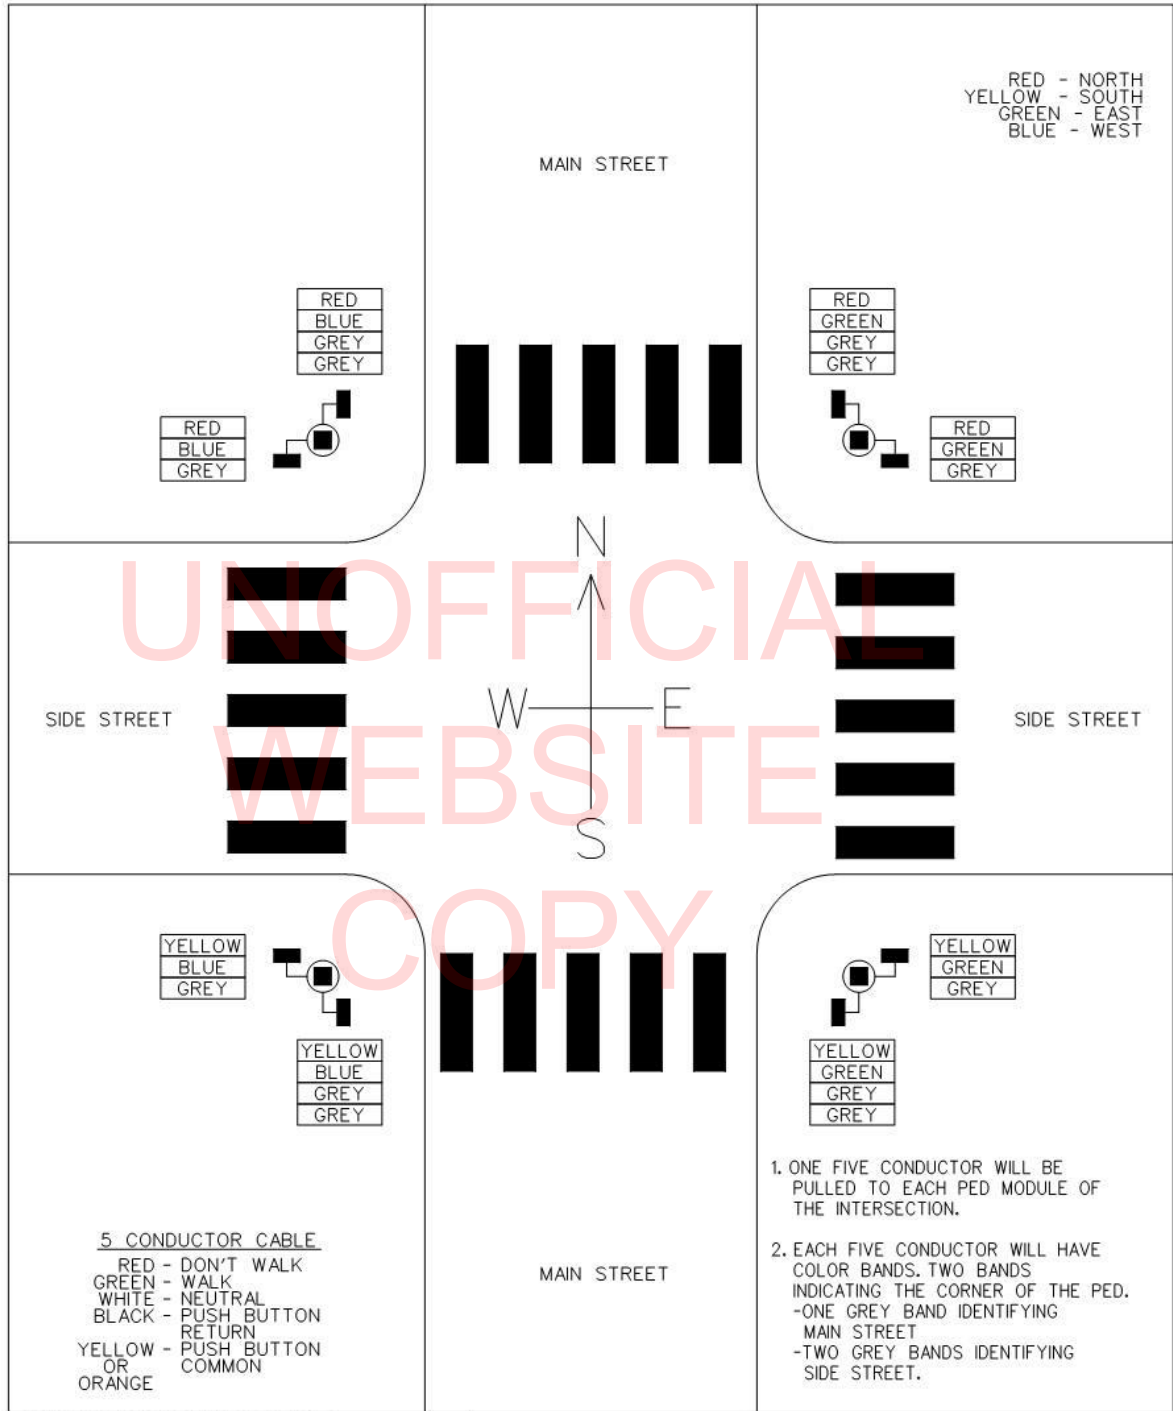 RED - NORTH
YELLOW - SOUTH
GREEN - EAST
BLUE - WEST
MAIN STREET
RED
BLUE
GREY
GREY
RED
GREEN
GREY
GREY
RED
BLUE
GREY
RED
GREEN
GREY
N
UNOFFICIAL
W
E
SIDE STREET
SIDE STREET
WEBSITE
S
COPY
YELLOW
BLUE
GREY
YELLOW
GREEN
GREY
YELLOW
BLUE
GREY
GREY
YELLOW
GREEN
GREY
GREY
1. ONE FIVE CONDUCTOR WILL BE
PULLED TO EACH PED MODULE OF
THE INTERSECTION.
2. EACH FIVE CONDUCTOR WILL HAVE
COLOR BANDS. TWO BANDS
INDICATING THE CORNER OF THE PED.
-ONE GREY BAND IDENTIFYING
MAIN STREET
-TWO GREY BANDS IDENTIFYING
SIDE STREET.
MAIN STREET
5 CONDUCTOR CABLE
RED - DON'T WALK
GREEN - WALK
WHITE - NEUTRAL
BLACK - PUSH BUTTON
RETURN
YELLOW - PUSH BUTTON
OR COMMON
ORANGE